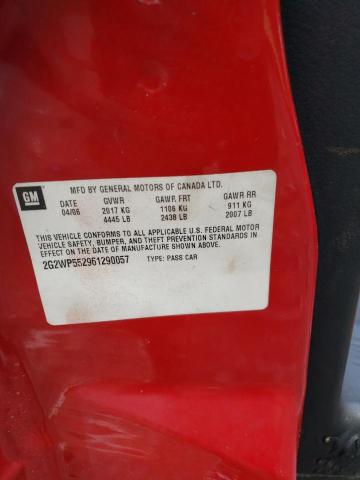 GM
MFD BY GENERAL MOTORS OF CANADA LTD.
DATE GVWR GAWR FRT GAWR RR
04/06 2017 KG 1106 KG 911 KG
4445 LB 2438 LB 2007 LB
THIS VEHICLE CONFORMS TO ALL APPLICABLE U.S. FEDERAL MOTOR
VEHICLE SAFETY, BUMPER, AND THEFT PREVENTION STANDARDS IN
EFFECT ON THE DATE OF MANUFACTURE SHOWN ABOVE.
2G2WP552961290057 TYPE: PASS CAR